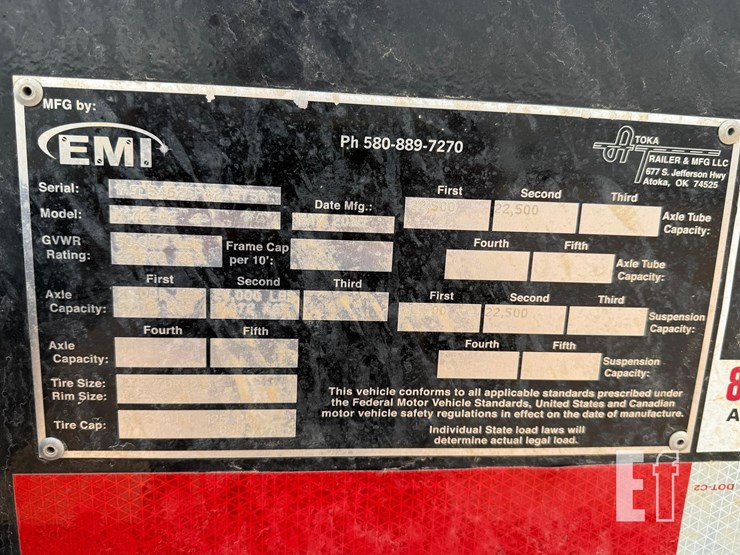 MFG by:
EMI
Ph 580-889-7270
ATOKA
TRAILER & MFG LLC
677 S. Jefferson Hwy
Atoka, OK 74525
Serial:
Model:
Date Mfg.:
First Second Third
22,500
Axle Tube
Capacity:
GVWR
Rating:
Frame Cap
per 10':
Fourth Fifth
Axle Tube
Capacity:
First Second Third
Axle
Capacity:
First Second Third
22,500
Suspension
Capacity:
Fourth Fifth
Axle
Capacity:
Fourth Fifth
Suspension
Capacity:
Tire Size:
Rim Size:
Tire Cap:
This vehicle conforms to all applicable standards prescribed under
the Federal Motor Vehicle Standards, United States and Canadian
motor vehicle safety regulations in effect on the date of manufacture.
Individual State load laws will
determine actual legal load.
8
A
DOT-C2
ET